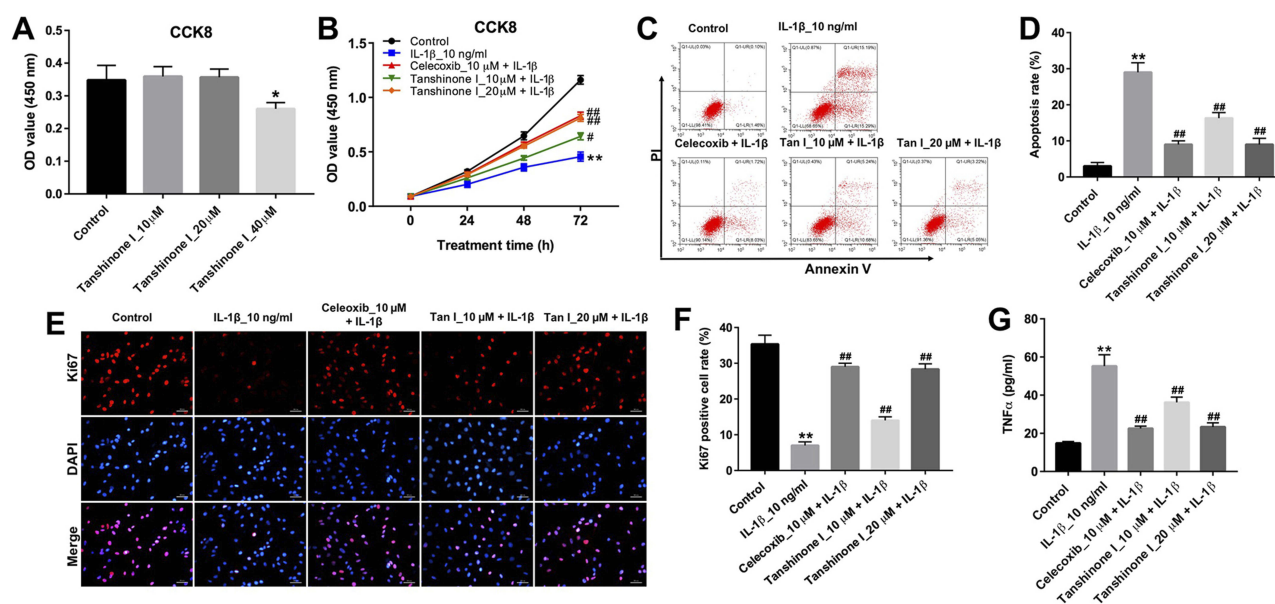 A
CCK8
OD value (450 nm)
0.5
0.4
0.3
0.2
0.1
0.0
*
Control
Tanshinone I_10μM
Tanshinone I_20μM
Tanshinone I_40μM
B
CCK8
OD value (450 nm)
1.5
1.0
0.5
0.0
Control
IL-1β_10 ng/ml
Celecoxib_10 μM + IL-1β
Tanshinone I_10μM + IL-1β
Tanshinone I_20μM + IL-1β
##
##
#
**
0 24 48 72
Treatment time (h)
C
Control
IL-1β_10 ng/ml
Celecoxib + IL-1β
Tan I_10 μM + IL-1β
Tan I_20 μM + IL-1β
PI
Annexin V
D
Apoptosis rate (%)
40
30
20
10
0
**
##
##
##
Control
IL-1β_10 ng/ml
Celecoxib_10 μM + IL-1β
Tanshinone I_10 μM + IL-1β
Tanshinone I_20 μM + IL-1β
E
Control
IL-1β_10 ng/ml
Celeoxib_10 μM
+ IL-1β
Tan I_10 μM + IL-1β
Tan I_20 μM + IL-1β
Ki67
DAPI
Merge
F
Ki67 positive cell rate (%)
40
30
20
10
0
**
##
##
##
Control
IL-1β_10 ng/ml
Celecoxib_10 μM + IL-1β
Tanshinone I_10 μM + IL-1β
Tanshinone I_20 μM + IL-1β
G
TNFα (pg/ml)
80
60
40
20
0
**
##
##
##
Control
IL-1β_10 ng/ml
Celecoxib_10 μM + IL-1β
Tanshinone I_10 μM + IL-1β
Tanshinone I_20 μM + IL-1β